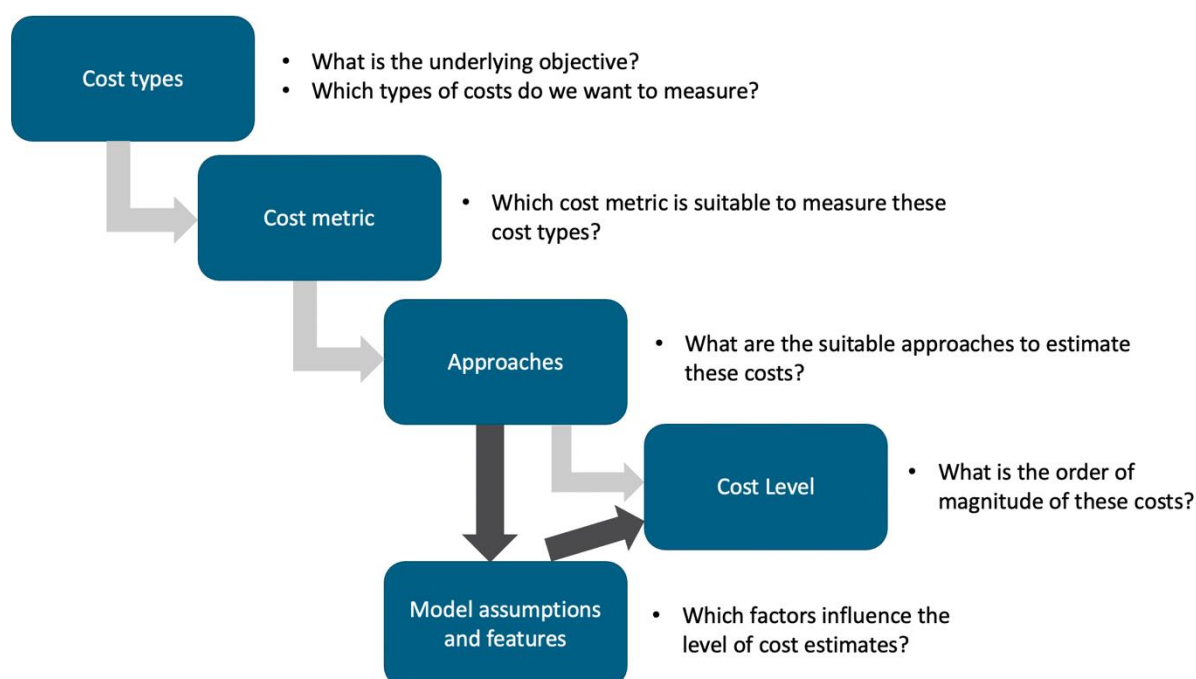 Cost types
• What is the underlying objective?
• Which types of costs do we want to measure?
Cost metric
• Which cost metric is suitable to measure these
cost types?
Approaches
• What are the suitable approaches to estimate
these costs?
Cost Level
• What is the order of
magnitude of these costs?
Model assumptions
and features
• Which factors influence the
level of cost estimates?